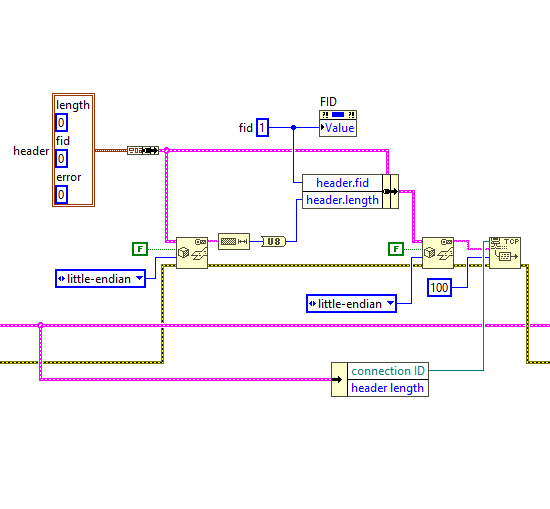 length
0
fid
0
error
0
header
FID
fid 1
Value
header.fid
header.length
F
U8
F
TCP
little-endian
little-endian
100
connection ID
header length